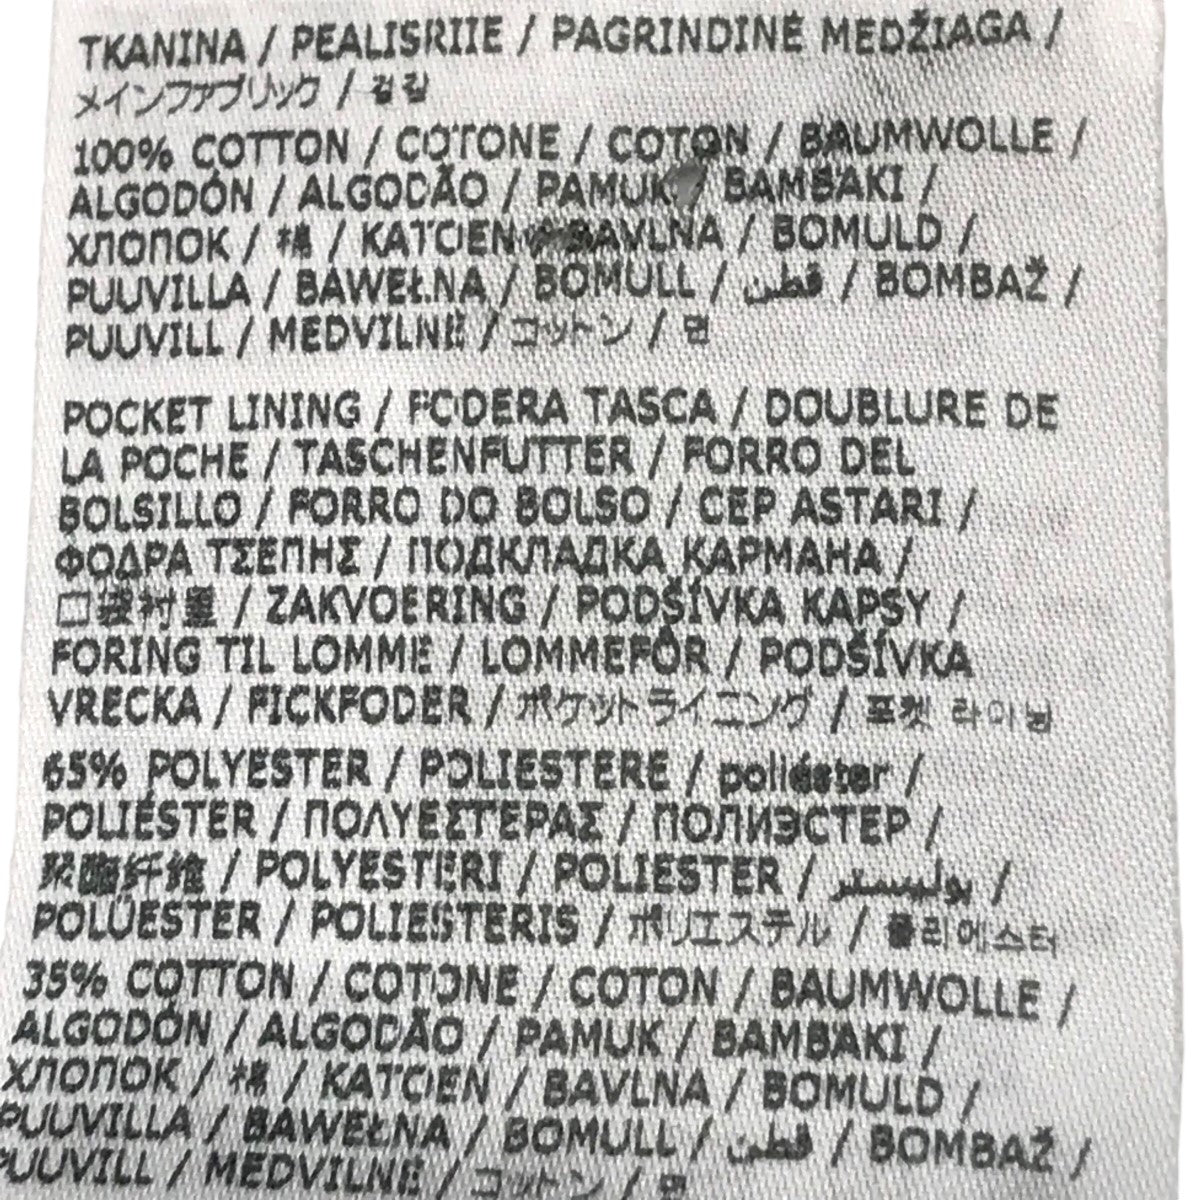 TKANINA / PEALISRIIE / PAGRINDINĖ MEDŽIAGA /
メインファブリック / 겉감
100% COTTON / COTONE / COTON / BAUMWOLLE /
ALGODÓN / ALGODÃO / PAMUK / BAMBAKI /
ХЛОПОК / 棉 / KATOEN / BAVLNA / BOMULD /
PUUVILLA / BAWEŁNA / BOMULL / قطن / BOMBAŽ /
PUUVILL / MEDVILNĖ / コットン / 면
POCKET LINING / FODERA TASCA / DOUBLURE DE
LA POCHE / TASCHENFUTTER / FORRO DEL
BOLSILLO / FORRO DO BOLSO / CEP ASTARI /
ΦΟΔΡΑ ΤΣΕΠΗΣ / ПОДКЛАДКА КАРМАНА /
口袋衬里 / ZAKVOERING / PODŠÍVKA KAPSY /
FORING TIL LOMME / LOMMEFÔR / PODŠÍVKA
VRECKA / FICKFODER / ポケットライニング / 포켓 라이닝
65% POLYESTER / POLIESTERE / poliéster /
POLIÉSTER / ΠΟΛΥΕΣΤΕΡΑΣ / ПОЛИЭСТЕР /
聚酯纤维 / POLYESTERI / POLIESTER / بوليستر /
POLÜESTER / POLIESTERIS / ポリエステル / 폴리에스터
35% COTTON / COTONE / COTON / BAUMWOLLE /
ALGODÓN / ALGODÃO / PAMUK / BAMBAKI /
ХЛОПОК / 棉 / KATOEN / BAVLNA / BOMULD /
PUUVILLA / BAWEŁNA / BOMULL / قطن / BOMBAŽ /
PUUVILL / MEDVILNĖ / コットン / 면